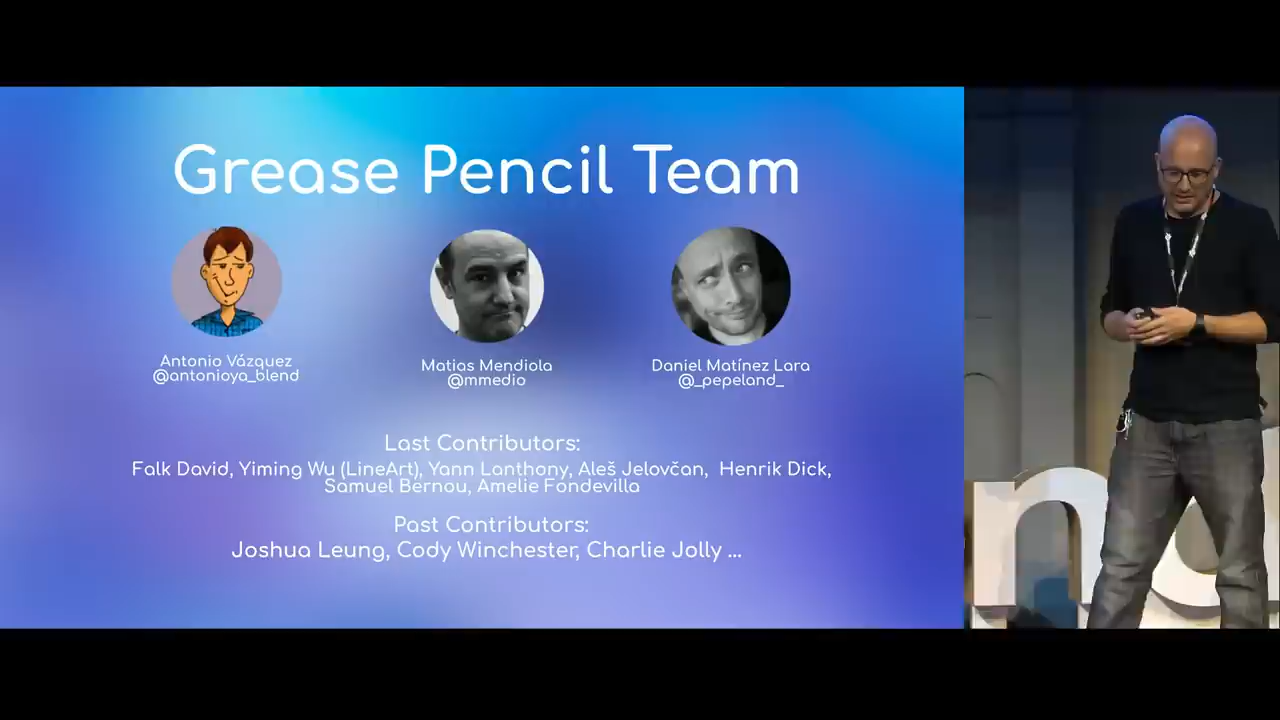 Grease Pencil Team
Antonio Vázquez
@antonioya_blend
Matias Mendiola
@mmedio
Daniel Matínez Lara
@_pepeland_
Last Contributors:
Falk David, Yiming Wu (LineArt), Yann Lanthony, Aleš Jelovčan, Henrik Dick,
Samuel Bernou, Amelie Fondevilla
Past Contributors:
Joshua Leung, Cody Winchester, Charlie Jolly ...